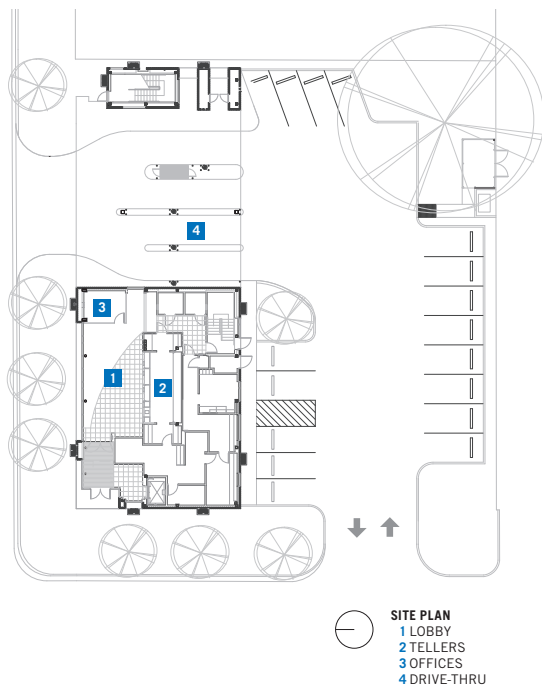 4
3
1
2
SITE PLAN
1 LOBBY
2 TELLERS
3 OFFICES
4 DRIVE-THRU